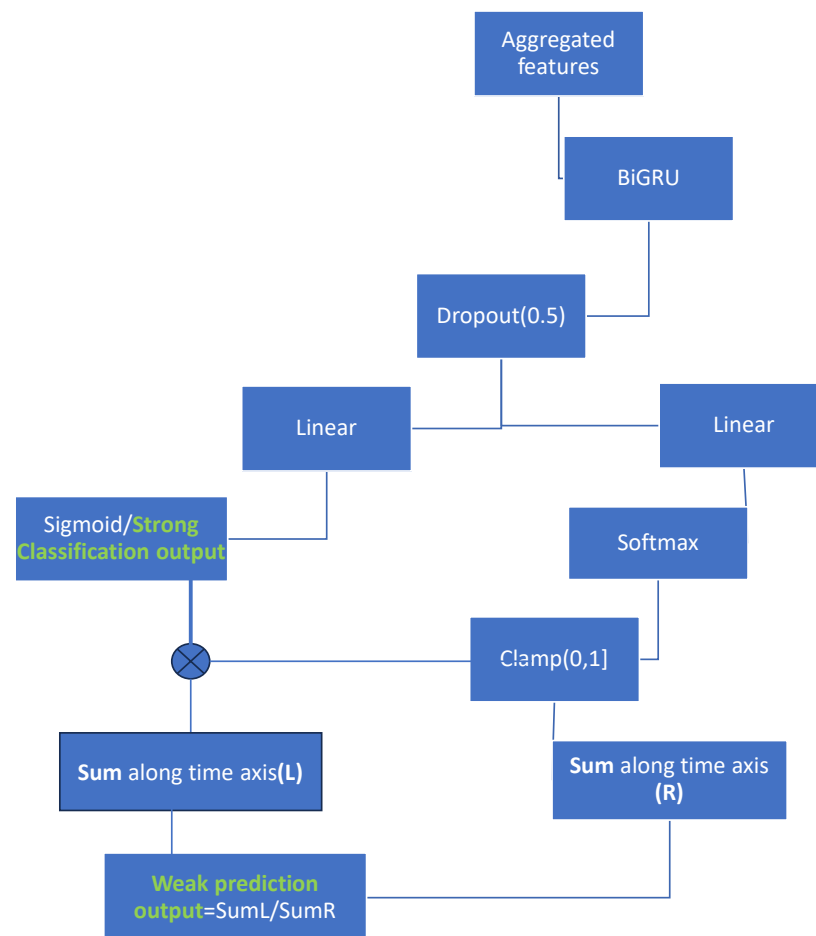 Aggregated
features
BiGRU
Dropout(0.5)
Linear
Linear
Sigmoid/Strong
Classification output
Softmax
Clamp(0,1]
Sum along time axis(L)
Sum along time axis
(R)
Weak prediction
output=SumL/SumR